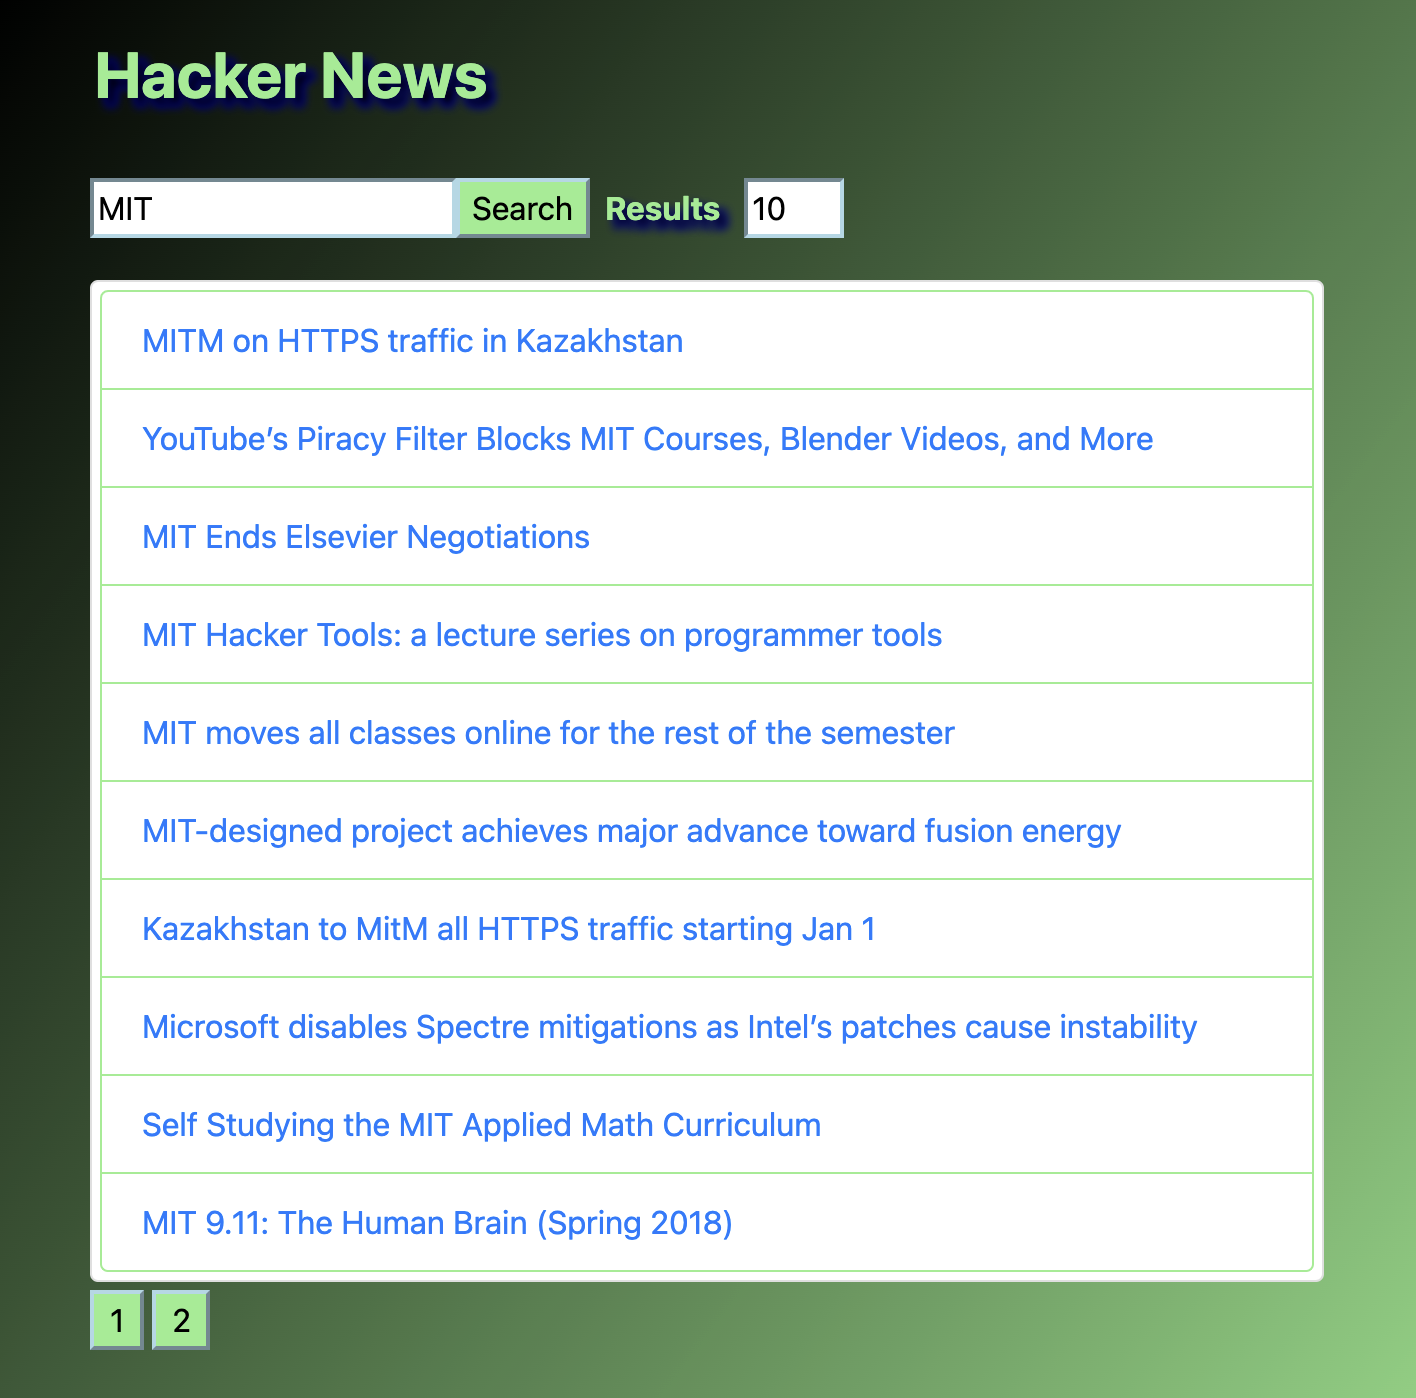 Hacker News
MIT Search Results 10
MITM on HTTPS traffic in Kazakhstan
YouTube’s Piracy Filter Blocks MIT Courses, Blender Videos, and More
MIT Ends Elsevier Negotiations
MIT Hacker Tools: a lecture series on programmer tools
MIT moves all classes online for the rest of the semester
MIT-designed project achieves major advance toward fusion energy
Kazakhstan to MitM all HTTPS traffic starting Jan 1
Microsoft disables Spectre mitigations as Intel’s patches cause instability
Self Studying the MIT Applied Math Curriculum
MIT 9.11: The Human Brain (Spring 2018)
1 2